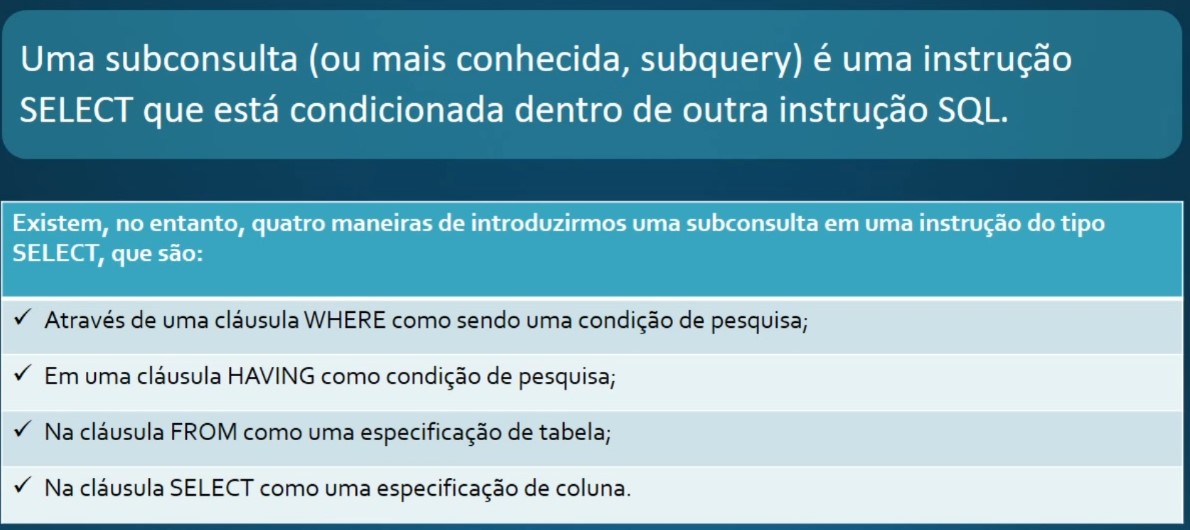 Uma subconsulta (ou mais conhecida, subquery) é uma instrução
SELECT que está condicionada dentro de outra instrução SQL.
Existem, no entanto, quatro maneiras de introduzirmos uma subconsulta em uma instrução do tipo
SELECT, que são:
✓ Através de uma cláusula WHERE como sendo uma condição de pesquisa;
✓ Em uma cláusula HAVING como condição de pesquisa;
✓ Na cláusula FROM como uma especificação de tabela;
✓ Na cláusula SELECT como uma especificação de coluna.